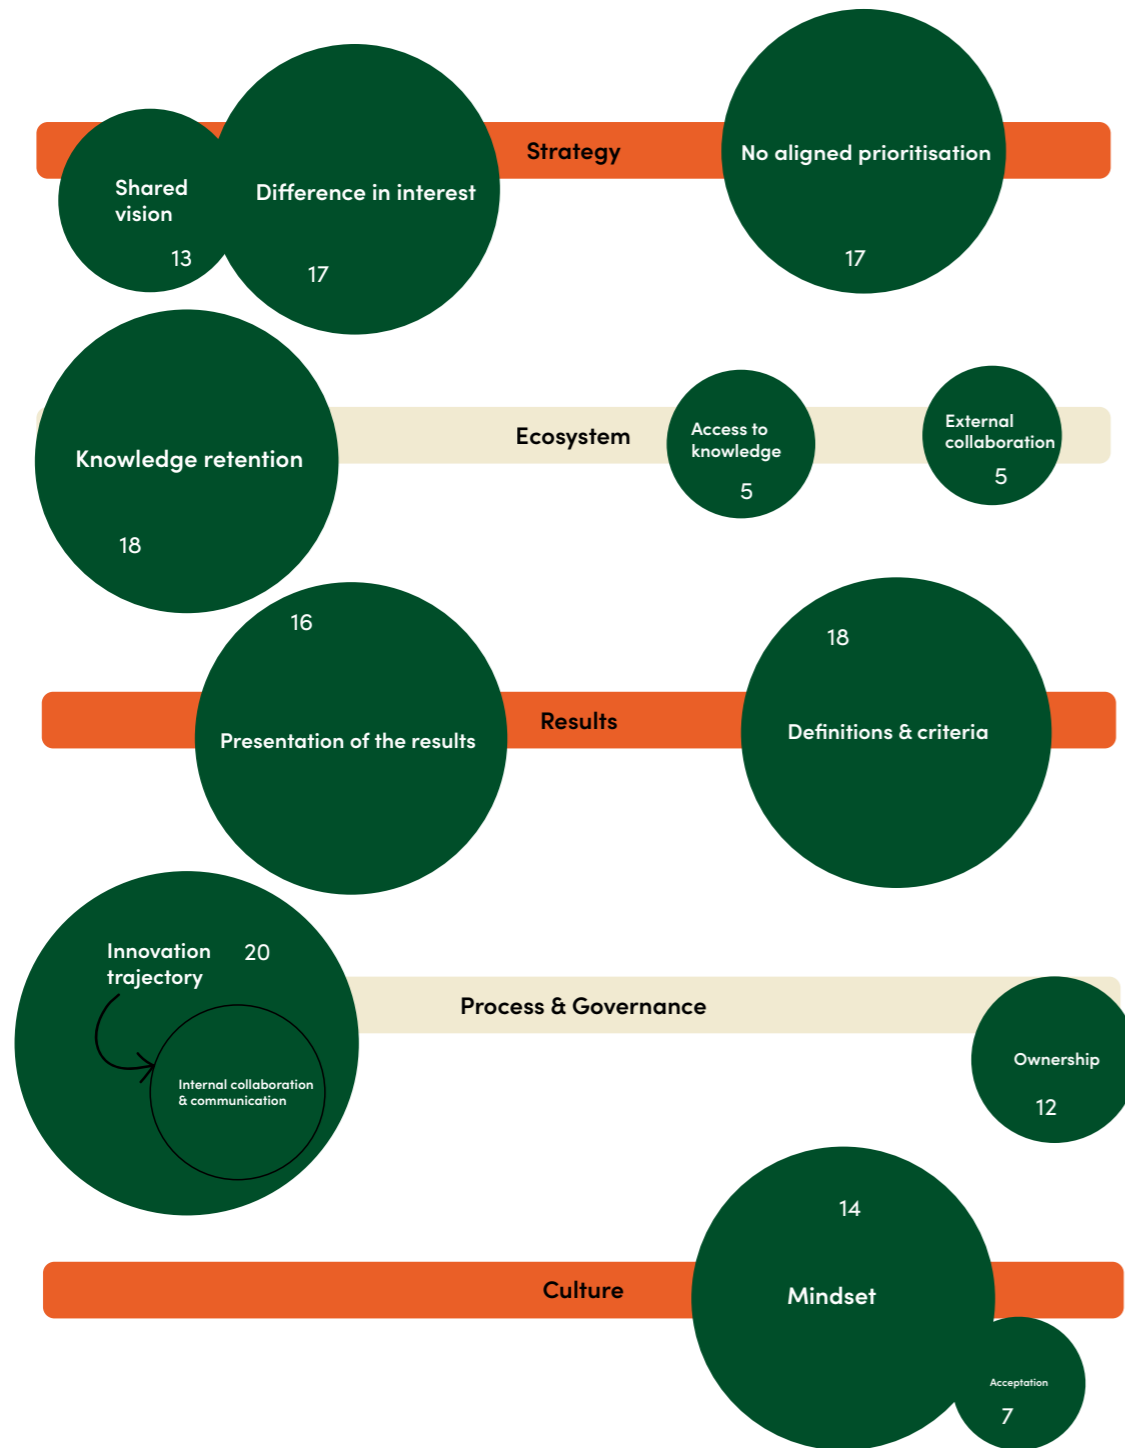 Strategy
Shared
vision
13
Difference in interest
17
No aligned prioritisation
17
Ecosystem
Knowledge retention
18
Access to
knowledge
5
External
collaboration
5
Results
16
Presentation of the results
18
Definitions & criteria
Process & Governance
Innovation
trajectory
20
Internal collaboration
& communication
Ownership
12
Culture
14
Mindset
Acceptation
7